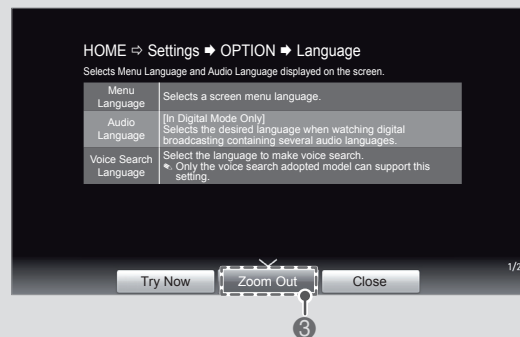 HOME ⇨ Settings ➡ OPTION ➡ Language
Selects Menu Language and Audio Language displayed on the screen.
Menu
Language
Selects a screen menu language.
Audio
Language
[In Digital Mode Only]
Selects the desired language when watching digital
broadcasting containing several audio languages.
Voice Search
Language
Select the language to make voice search.
Only the voice search adopted model can support this
setting.
1/2
Try Now
Zoom Out
Close
3